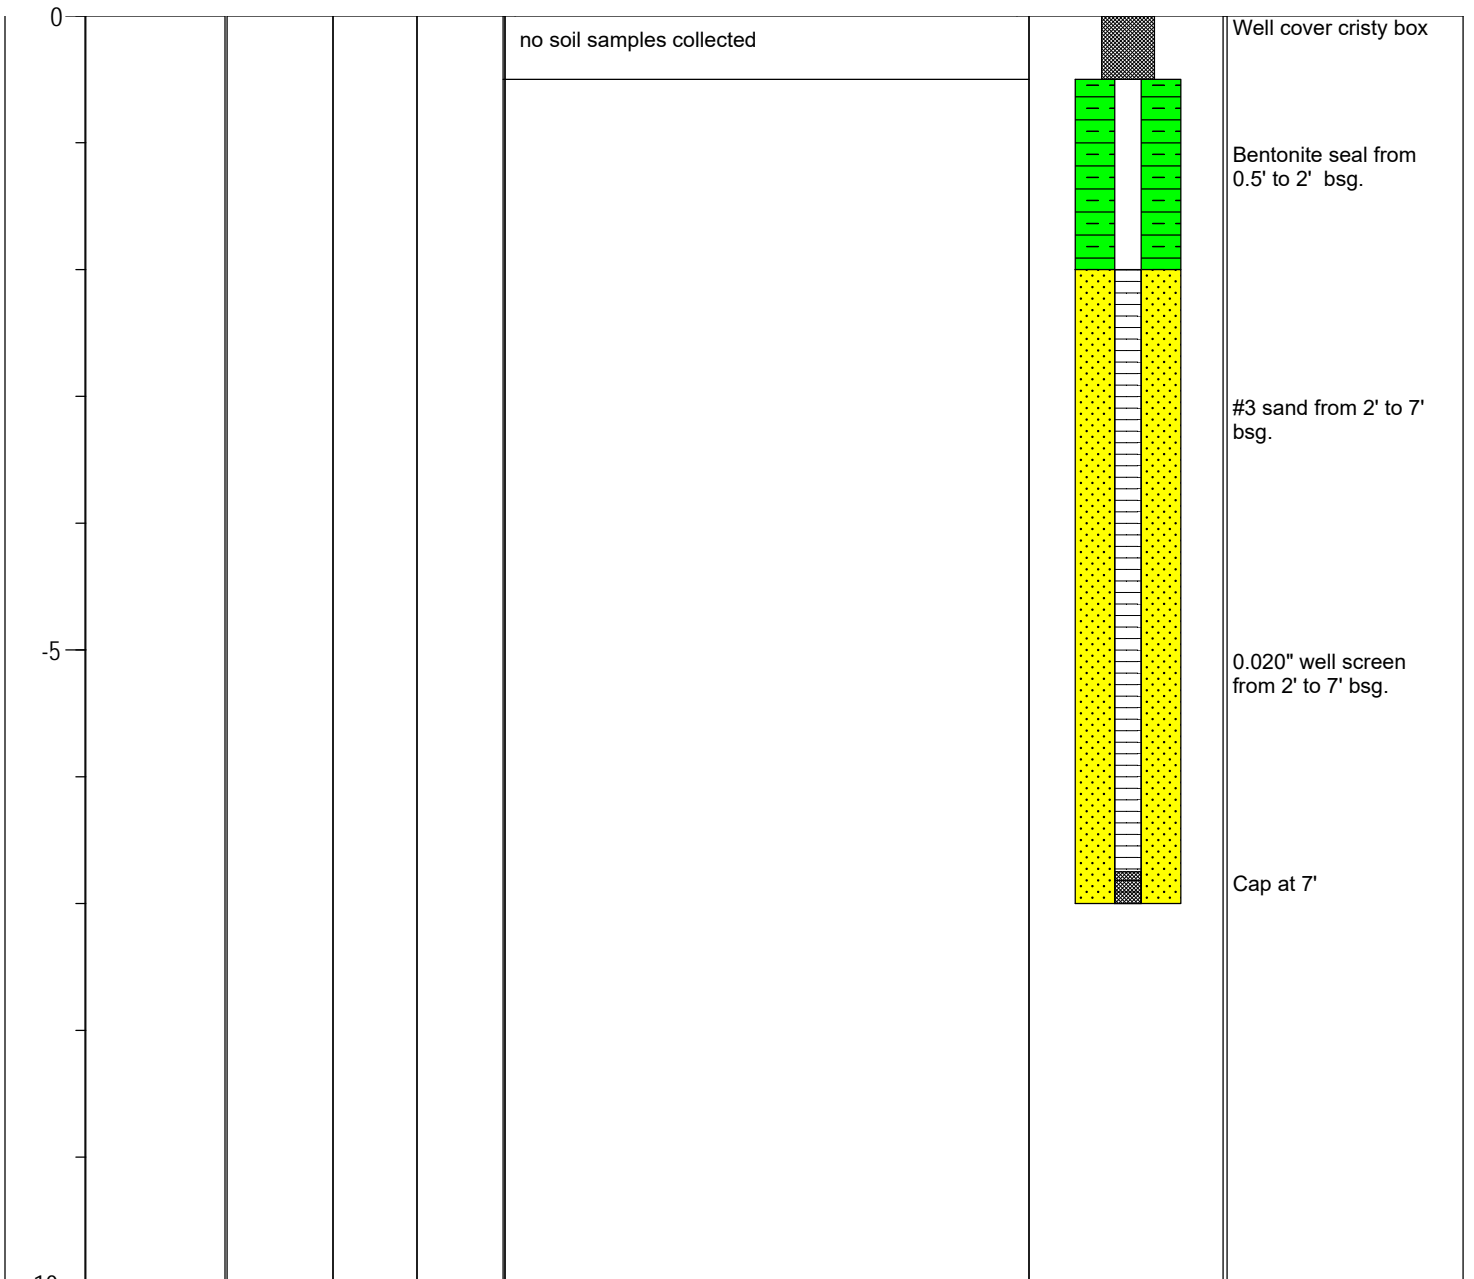 0
no soil samples collected
Well cover cristy box
Bentonite seal from
0.5' to 2'  bsg.
#3 sand from 2' to 7'
bsg.
-5
0.020" well screen
from 2' to 7' bsg.
Cap at 7'